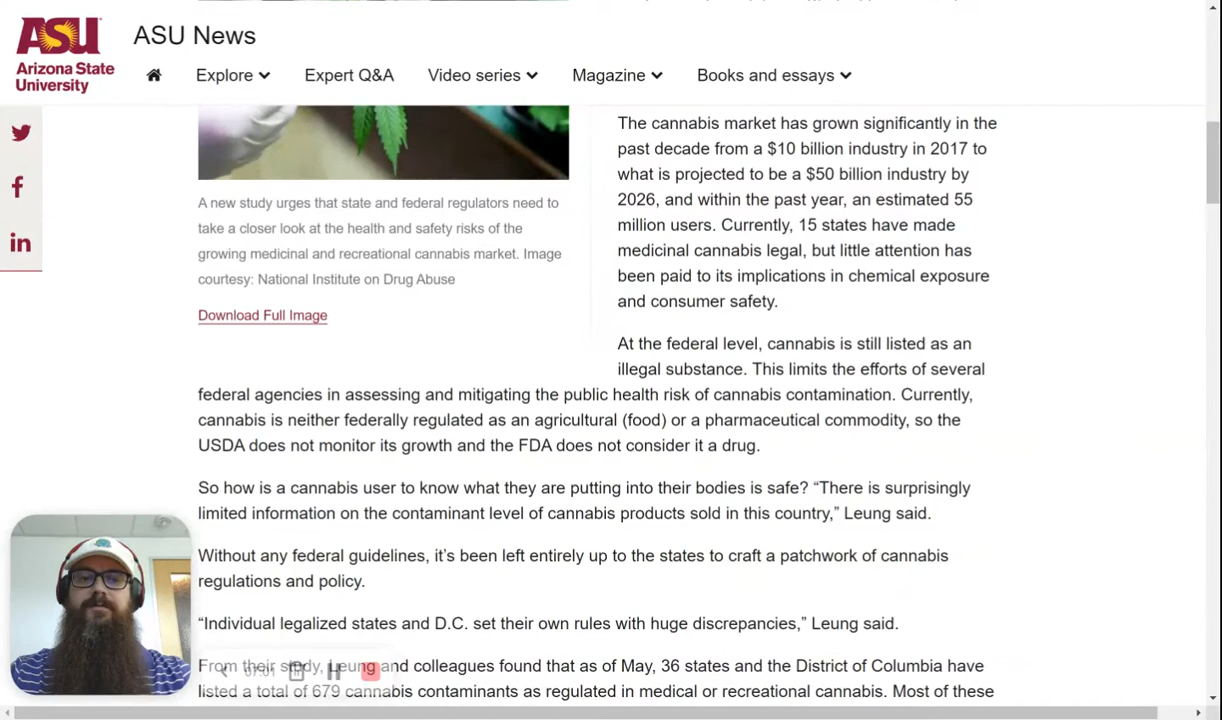 ASU
Arizona State
University
ASU News
Explore
Expert Q&A
Video series
Magazine
Books and essays
A new study urges that state and federal regulators need to
take a closer look at the health and safety risks of the
growing medicinal and recreational cannabis market. Image
courtesy: National Institute on Drug Abuse
Download Full Image
The cannabis market has grown significantly in the
past decade from a $10 billion industry in 2017 to
what is projected to be a $50 billion industry by
2026, and within the past year, an estimated 55
million users. Currently, 15 states have made
medicinal cannabis legal, but little attention has
been paid to its implications in chemical exposure
and consumer safety.
At the federal level, cannabis is still listed as an
illegal substance. This limits the efforts of several
federal agencies in assessing and mitigating the public health risk of cannabis contamination. Currently,
cannabis is neither federally regulated as an agricultural (food) or a pharmaceutical commodity, so the
USDA does not monitor its growth and the FDA does not consider it a drug.
So how is a cannabis user to know what they are putting into their bodies is safe? “There is surprisingly
limited information on the contaminant level of cannabis products sold in this country,” Leung said.
Without any federal guidelines, it’s been left entirely up to the states to craft a patchwork of cannabis
regulations and policy.
“Individual legalized states and D.C. set their own rules with huge discrepancies,” Leung said.
From their study, Leung and colleagues found that as of May, 36 states and the District of Columbia have
listed a total of 679 cannabis contaminants as regulated in medical or recreational cannabis. Most of these
07:01